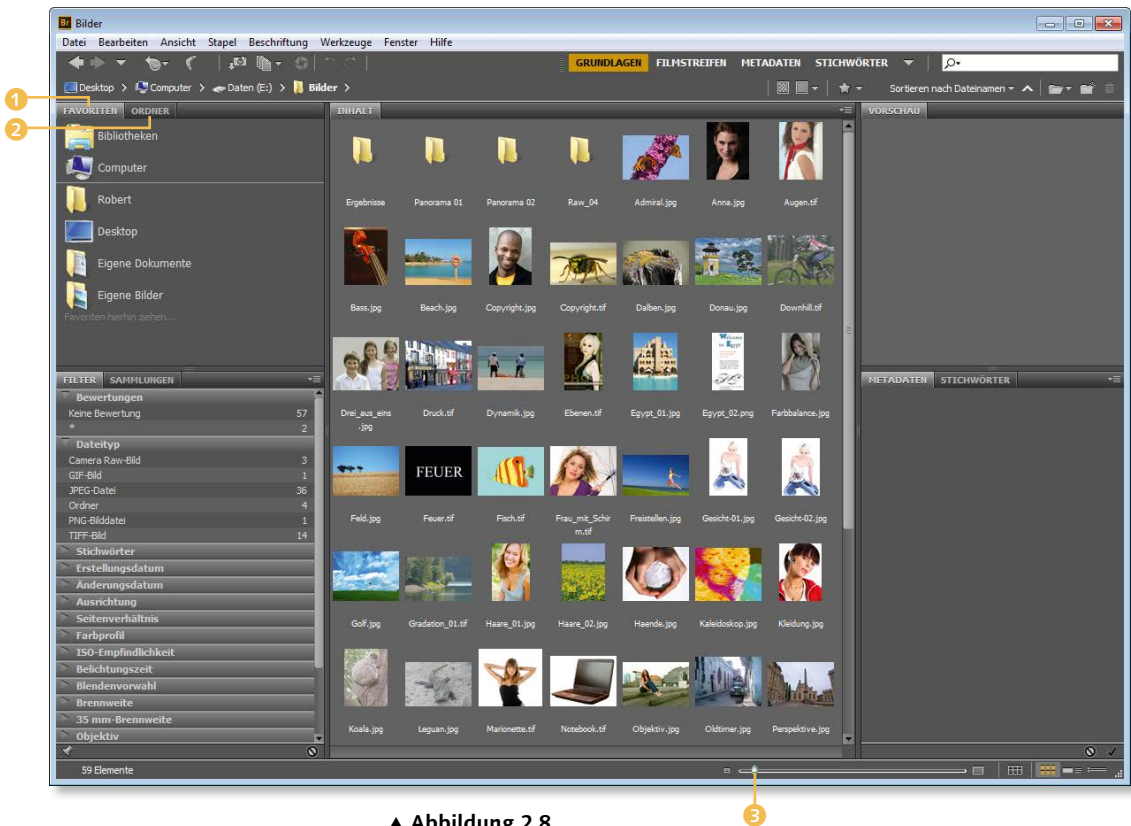 Br Bilder
Datei Bearbeiten Ansicht Stapel Beschriftung Werkzeuge Fenster Hilfe
GRUNDLAGEN FILMSTREIFEN METADATEN STICHWÖRTER
Desktop > Computer > Daten (E:) > Bilder >
Sortieren nach Dateinamen
1
FAVORITEN ORDNER
2
Bibliotheken
Computer
Robert
Desktop
Eigene Dokumente
Eigene Bilder
Favoriten hierhin ziehen...
FILTER SAMMLUNGEN
Bewertungen
Keine Bewertung 57
* 2
Dateityp
Camera Raw-Bild 3
GIF-Bild 1
JPEG-Datei 36
Ordner 4
PNG-Bilddatei 1
TIFF-Bild 14
Stichwörter
Erstellungsdatum
Änderungsdatum
Ausrichtung
Seitenverhältnis
Farbprofil
ISO-Empfindlichkeit
Belichtungszeit
Blendenvorwahl
Brennweite
35 mm-Brennweite
Objektiv
INHALT
Ergebnisse Panorama 01 Panorama 02 Raw_04 Admiral.jpg Anna.jpg Augen.tif
Bass.jpg Beach.jpg Copyright.jpg Copyright.tif Dalben.jpg Donau.jpg Downhill.tif
Welcome
to Egypt
Drei_aus_eins
.jpg
Druck.tif Dynamik.jpg Ebenen.tif Egypt_01.jpg Egypt_02.png Farbbalance.jpg
FEUER
Feld.jpg Feuer.tif Fisch.tif
Frau_mit_Schir
m.tif
Freistellen.jpg Gesicht-01.jpg Gesicht-02.jpg
Golf.jpg Gradation_01.tif Haare_01.jpg Haare_02.jpg Haende.jpg Kaleidoskop.jpg Kleidung.jpg
Koala.jpg Leguan.jpg Marionette.tif Notebook.tif Objektiv.jpg Oldtimer.jpg Perspektive.jpg
VORSCHAU
METADATEN STICHWÖRTER
59 Elemente
3
▲ Abbildung 2.8